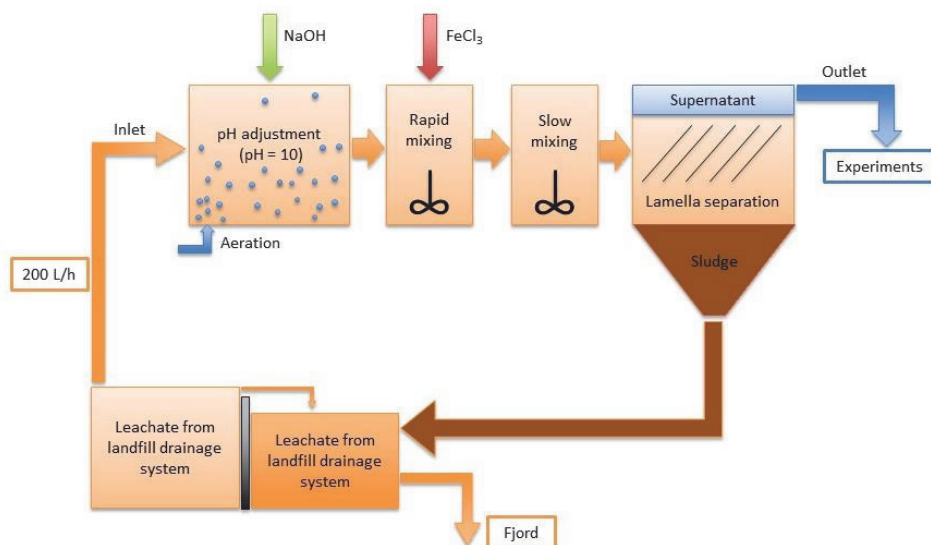 NaOH
FeCl₃
Outlet
Inlet
pH adjustment
(pH = 10)
Rapid
mixing
Slow
mixing
Supernatant
Experiments
Lamella separation
Aeration
Sludge
200 L/h
Leachate from
landfill drainage
system
Leachate from
landfill drainage
system
Fjord